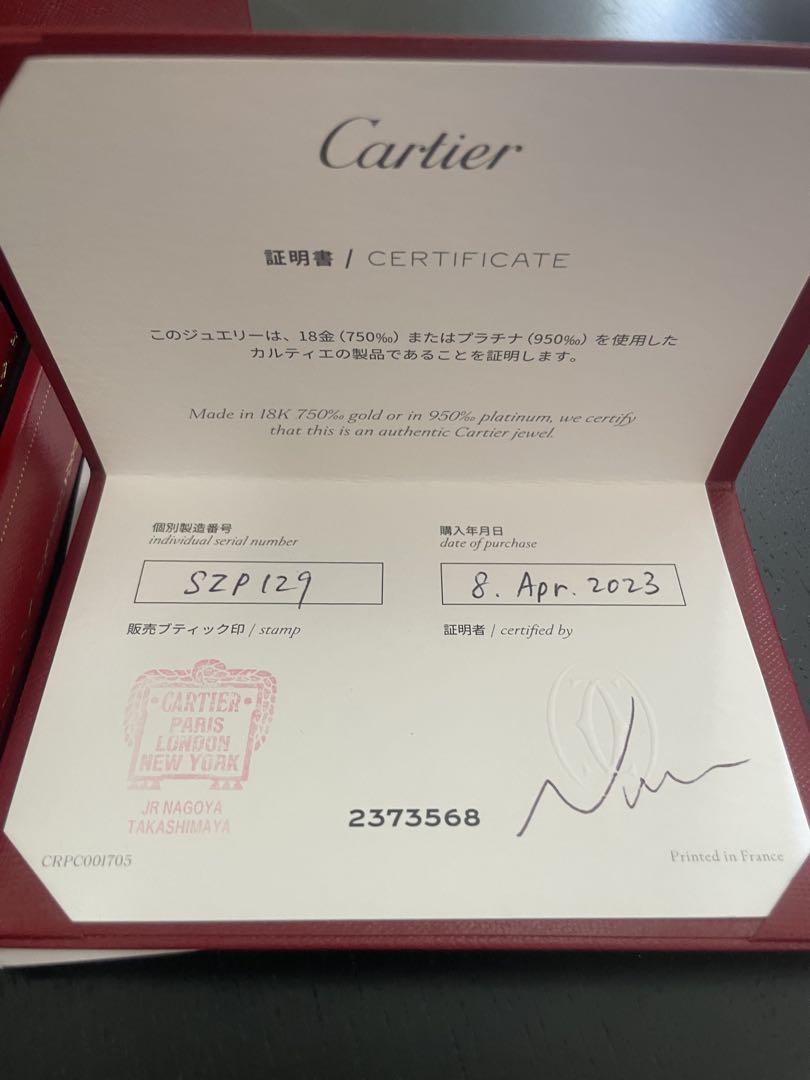 Cartier
証明書 / CERTIFICATE
このジュエリーは、18金(750‰)またはプラチナ(950‰)を使用した
カルティエの製品であることを証明します。
Made in 18K 750‰ gold or in 950‰ platinum, we certify
that this is an authentic Cartier jewel.
個別製造番号
individual serial number
SZP129
購入年月日
date of purchase
8. Apr. 2023
販売ブティック印 / stamp
証明者 / certified by
CARTIER
PARIS
LONDON
NEW YORK
JR NAGOYA
TAKASHIMAYA
2373568
CRPC001705
Printed in France